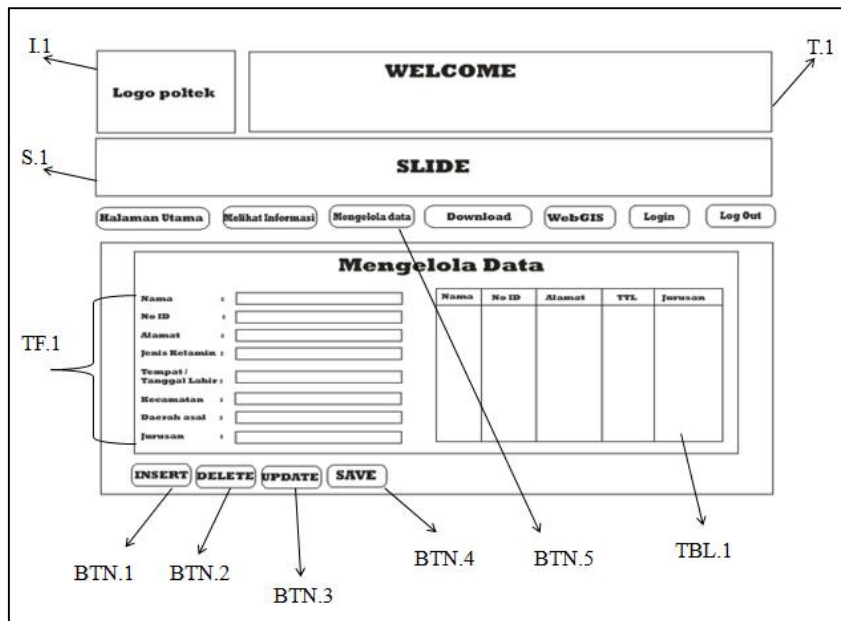 I.1
T.1
Logo poltek
WELCOME
S.1
SLIDE
Halaman Utama
Melihat Informasi
Mengelola data
Download
WebGIS
Login
Log Out
Mengelola Data
TF.1
Nama :
No ID :
Alamat :
Jenis Kelamin :
Tempat /
Tanggal Lahir :
Kecamatan :
Daerah asal :
Jurusan :
Nama No ID Alamat TTL Jurusan
INSERT
DELETE
UPDATE
SAVE
BTN.1
BTN.2
BTN.3
BTN.4
BTN.5
TBL.1